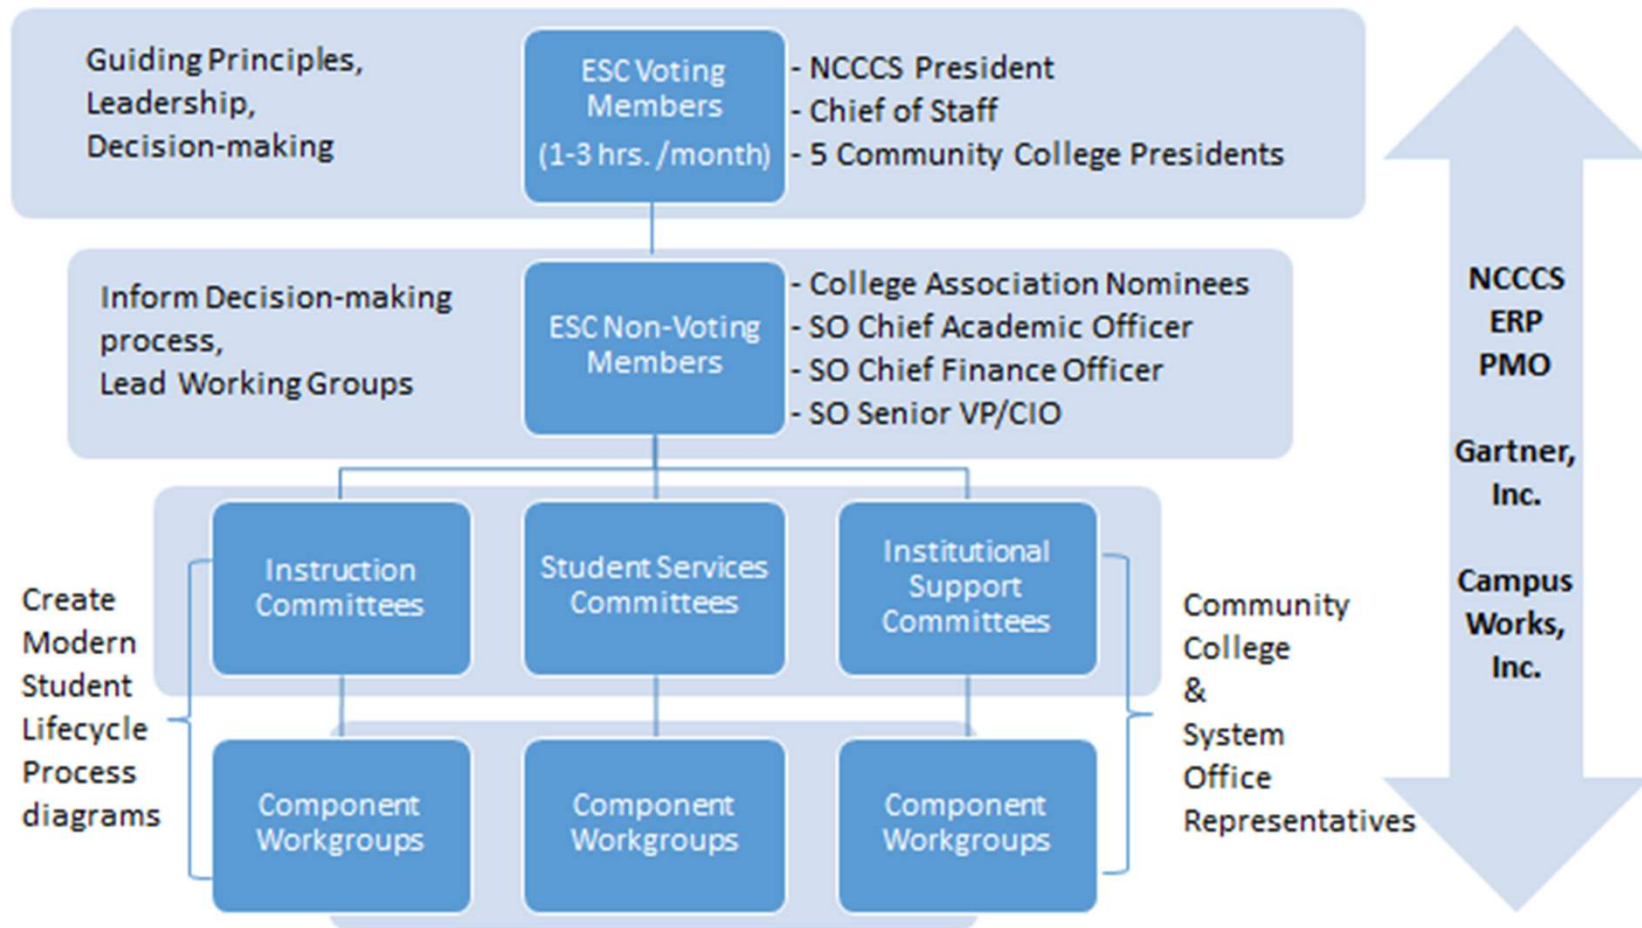 Guiding Principles,
Leadership,
Decision-making
ESC Voting
Members
(1-3 hrs. /month)
- NCCCS President
- Chief of Staff
- 5 Community College Presidents
Inform Decision-making
process,
Lead Working Groups
ESC Non-Voting
Members
- College Association Nominees
- SO Chief Academic Officer
- SO Chief Finance Officer
- SO Senior VP/CIO
Instruction
Committees
Student Services
Committees
Institutional
Support
Committees
Create
Modern
Student
Lifecycle
Process
diagrams
Component
Workgroups
Component
Workgroups
Component
Workgroups
Community
College
&
System
Office
Representatives
NCCCS
ERP
PMO
Gartner,
Inc.
Campus
Works,
Inc.